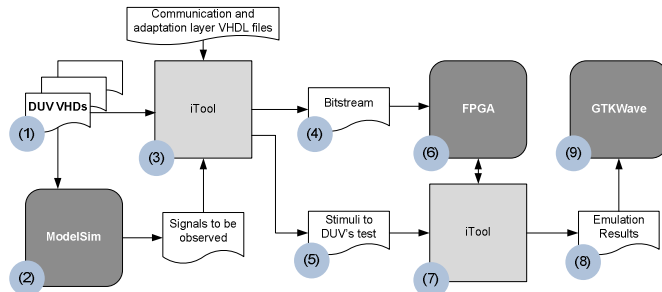 Communication and
adaptation layer VHDL files
DUV VHDs
(1)
iTool
(3)
Bitstream
(4)
FPGA
(6)
GTKWave
(9)
ModelSim
(2)
Signals to be
observed
Stimuli to
DUV's test
(5)
iTool
(7)
Emulation
Results
(8)